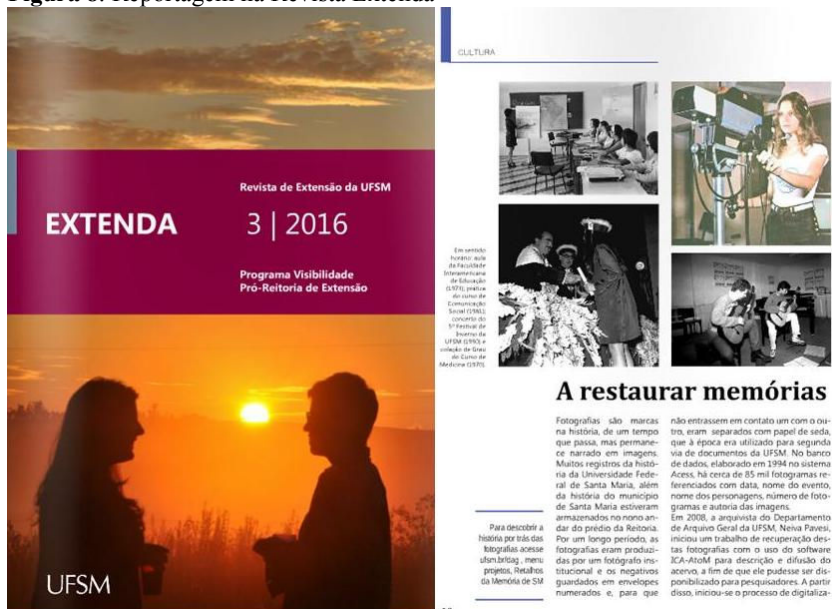 Figura 6: Reportagem na Revista Extenda
Revista de Extensão da UFSM
EXTENDA
3 | 2016
Programa Visibilidade
Pró-Reitoria de Extensão
UFSM
CULTURA
Em sentido
horário: aula
da Faculdade
Interamericana
de Educação
(1971); prática
do curso de
Comunicação
Social (1981);
concerto do
5º Festival de
Inverno da
UFSM (1990) e
colação de Grau
do Curso de
Medicina (1970).
A restaurar memórias
Fotografias são marcas
na história, de um tempo
que passa, mas permane-
ce narrado em imagens.
Muitos registros da histó-
ria da Universidade Fede-
ral de Santa Maria, além
da história do município
de Santa Maria estiveram
armazenados no nono an-
dar do prédio da Reitoria.
Por um longo período, as
fotografias eram produzi-
das por um fotógrafo ins-
titucional e os negativos
guardados em envelopes
numerados e, para que
não entrassem em contato um com o ou-
tro, eram separados com papel de seda,
que à época era utilizado para segunda
via de documentos da UFSM. No banco
de dados, elaborado em 1994 no sistema
Acess, há cerca de 85 mil fotogramas re-
ferenciados com data, nome do evento,
nome dos personagens, número de foto-
gramas e autoria das imagens.
Em 2008, a arquivista do Departamento
de Arquivo Geral da UFSM, Neiva Pavesi,
iniciou um trabalho de recuperação des-
tas fotografias com o uso do software
ICA-AtoM para descrição e difusão do
acervo, a fim de que ele pudesse ser dis-
ponibilizado para pesquisadores. A partir
disso, iniciou-se o processo de digitaliza-
Para descobrir a
história por trás das
fotografias acesse
ufsm.br/dag , menu
projetos, Retalhos
da Memória de SM